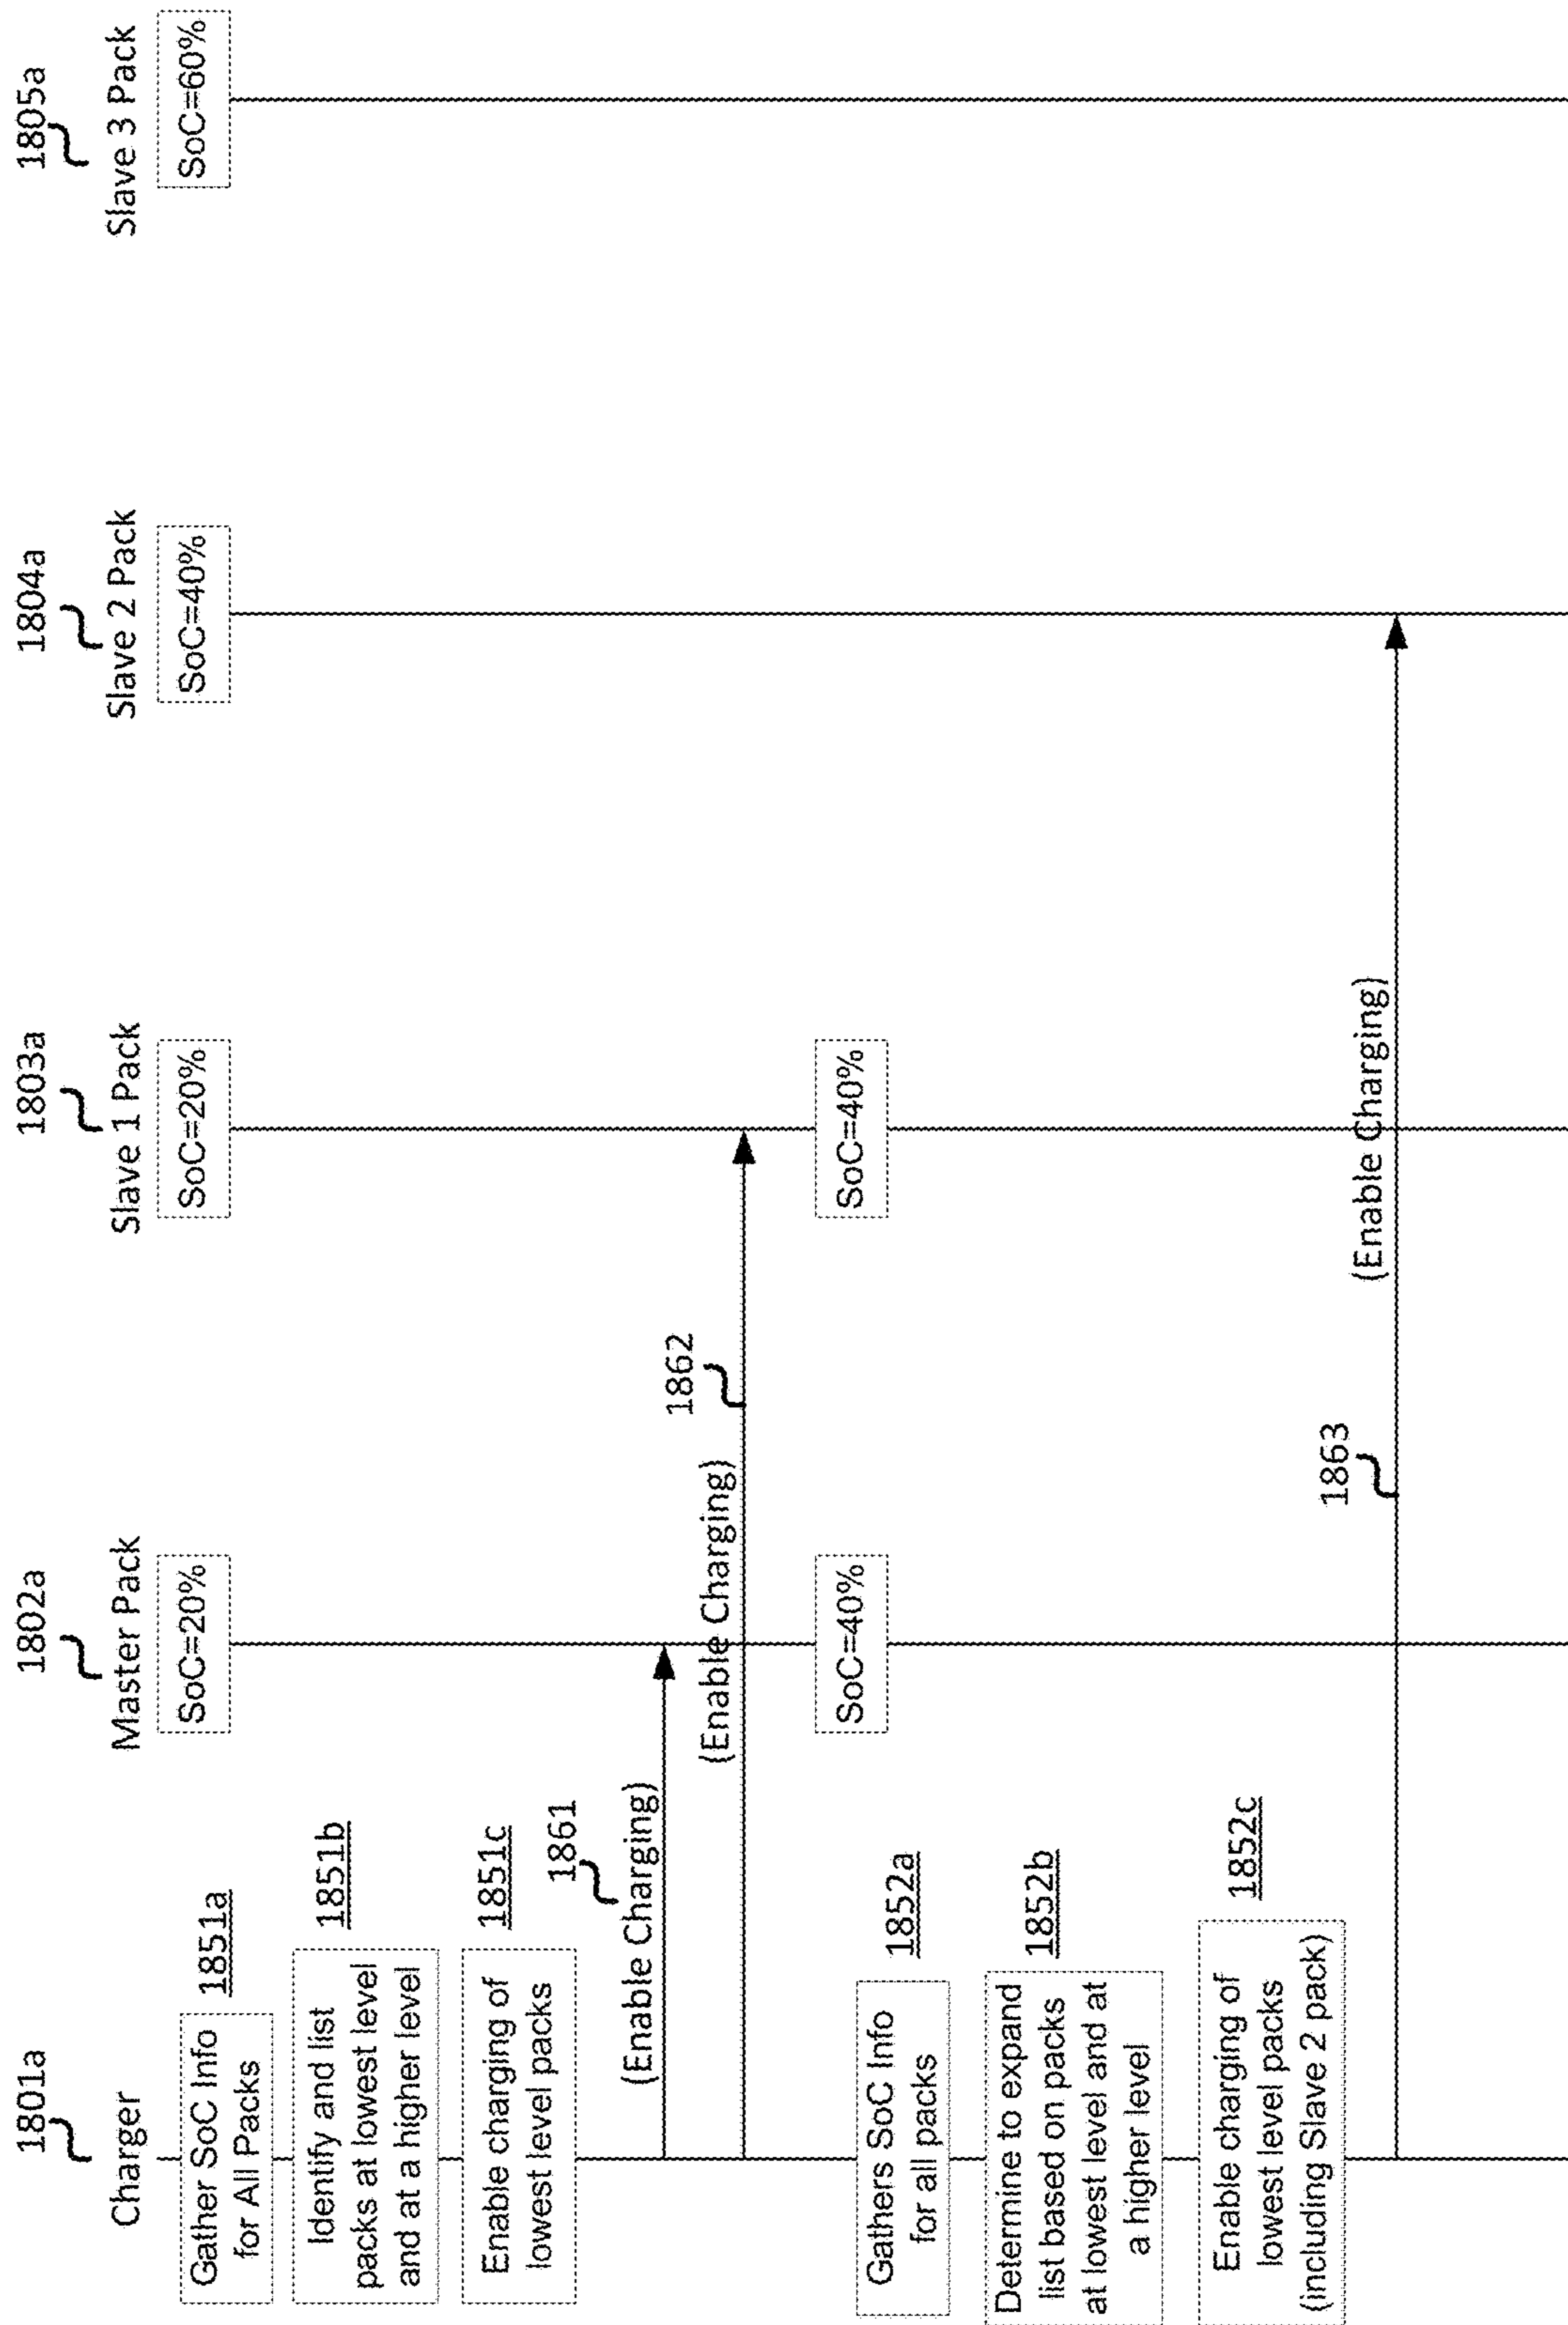 1801a
1802a
1803a
1804a
1805a
Charger
Master Pack
Slave 1 Pack
Slave 2 Pack
Slave 3 Pack
Gather SoC Info
for All Packs
1851a
SoC=20%
SoC=20%
SoC=40%
SoC=60%
Identify and list
packs at lowest level
and at a higher level
1851b
Enable charging of
lowest level packs
1851c
1861
(Enable Charging)
1862
(Enable Charging)
Gathers SoC Info
for all packs
1852a
SoC=40%
SoC=40%
Determine to expand
list based on packs
at lowest level and at
a higher level
1852b
Enable charging of
lowest level packs
(including Slave 2 pack)
1852c
1863
(Enable Charging)